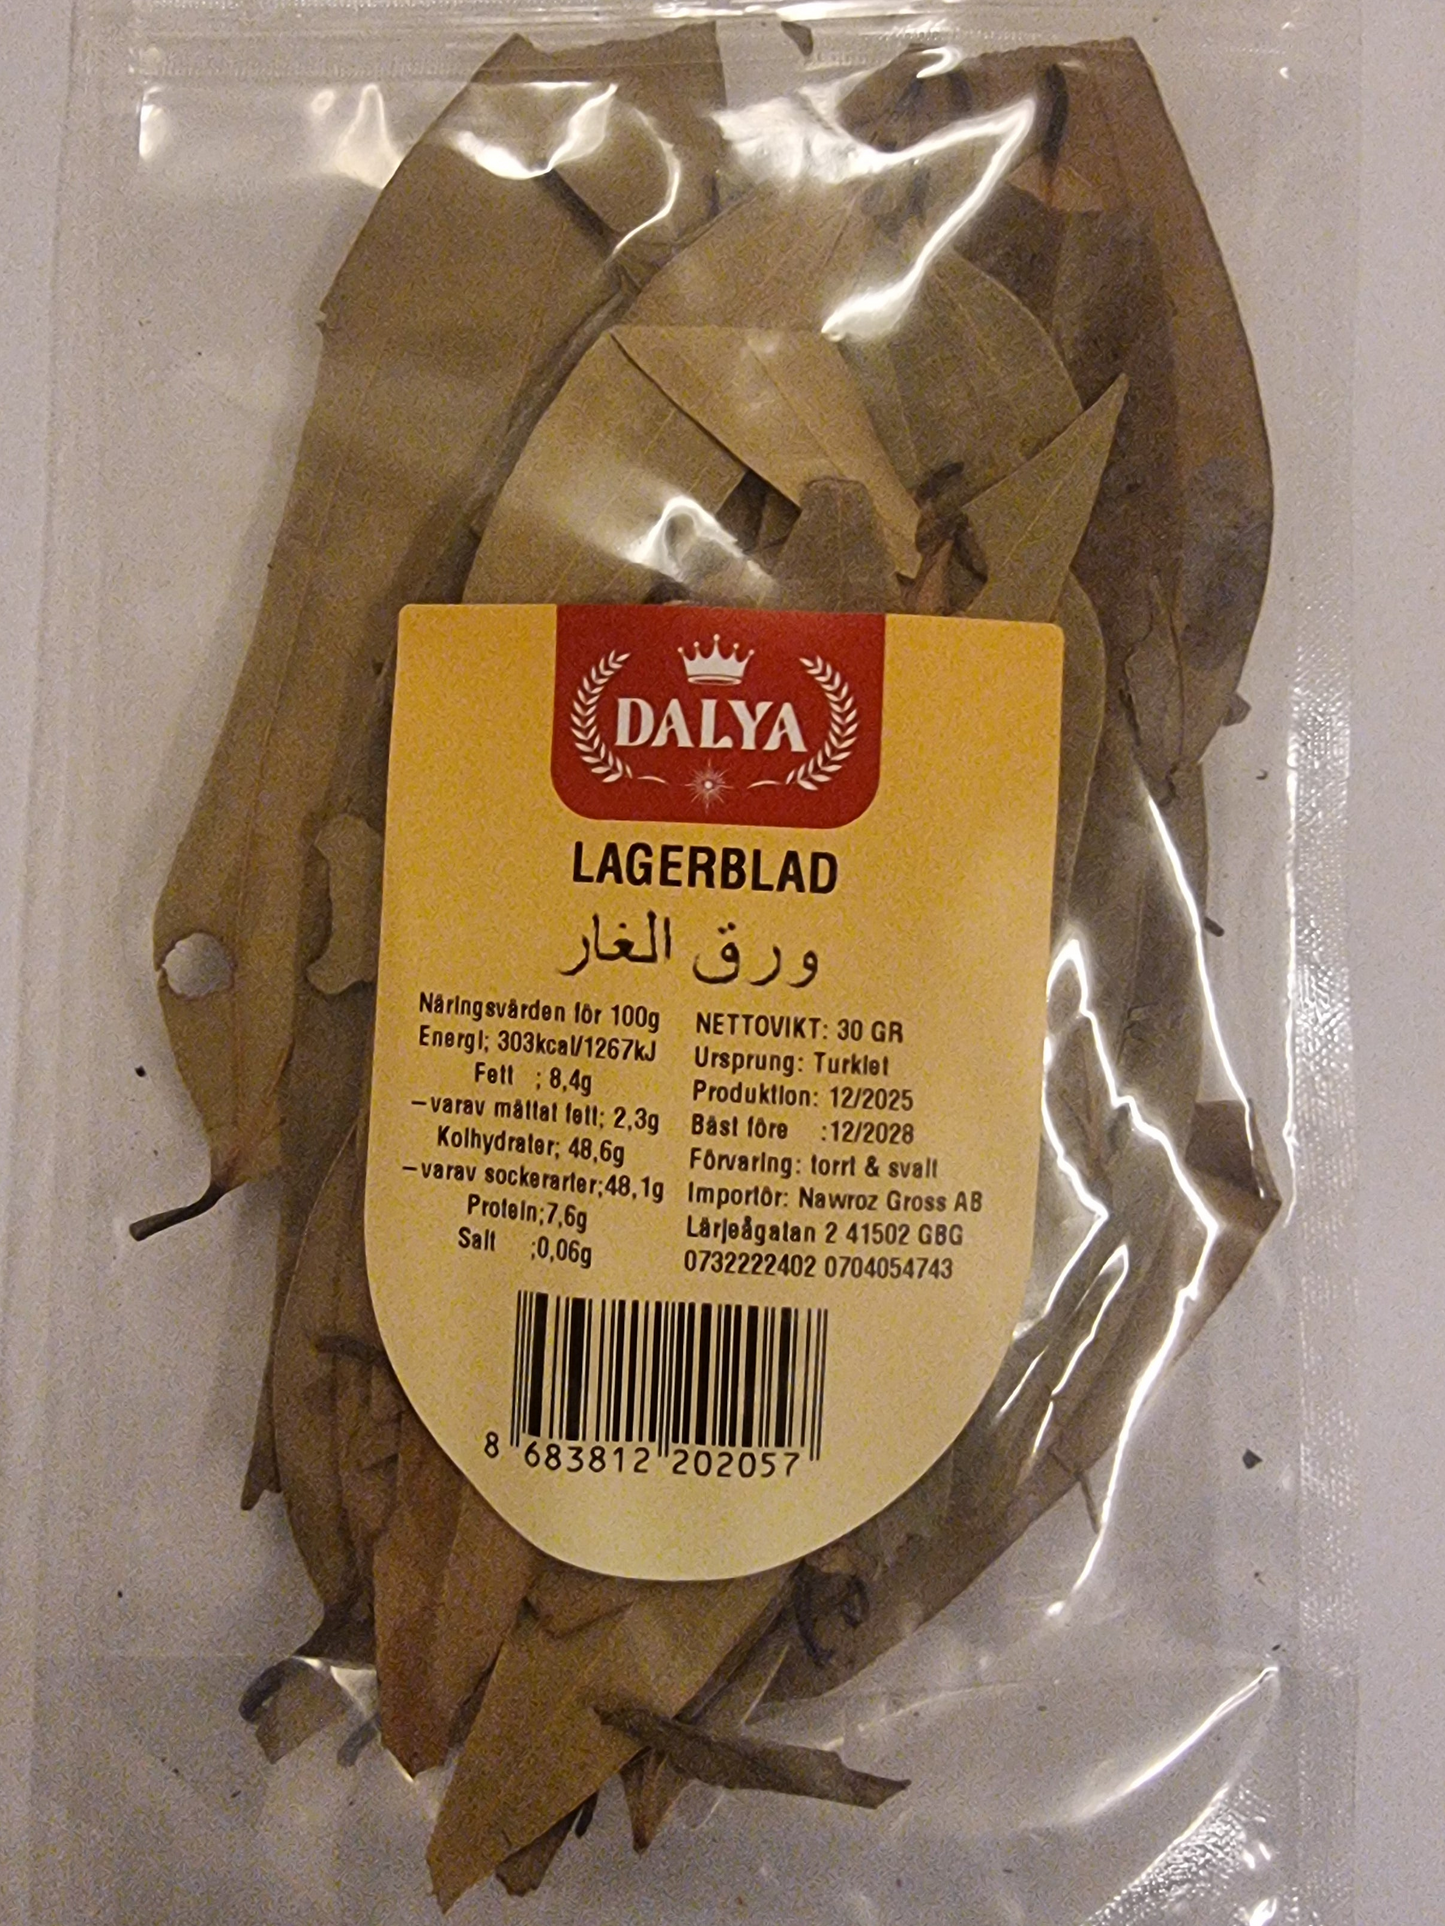 DALYA
LAGERBLAD
ورق الغار
Näringsvärden för 100g
Energi; 303kcal/1267kJ
Fett ; 8,4g
–varav mättat fett; 2,3g
Kolhydrater; 48,6g
–varav sockerarter;48,1g
Protein;7,6g
Salt ;0,06g
NETTOVIKT: 30 GR
Ursprung: Turkiet
Produktion: 12/2025
Bäst före :12/2028
Förvaring: torrt & svalt
Importör: Nawroz Gross AB
Lärjeågatan 2 41502 GBG
0732222402 0704054743
8 683812 202057